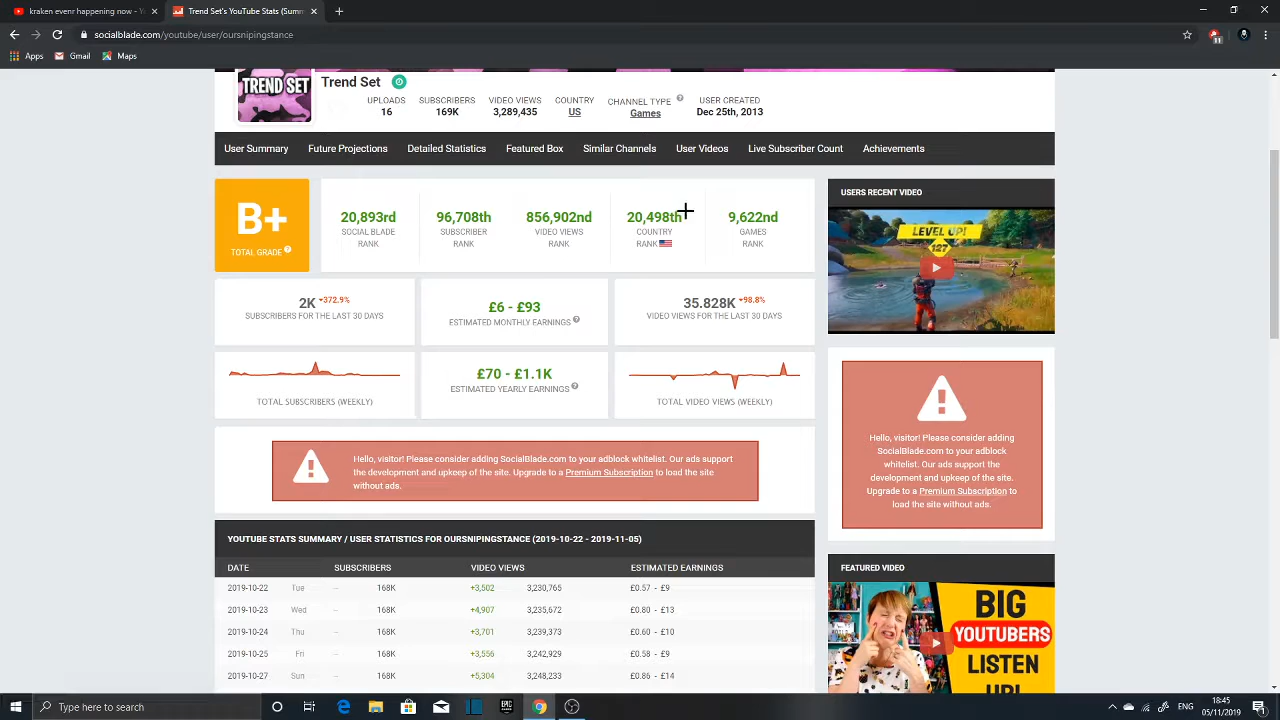 kraken onewayout - YouTube
Trend Set's YouTube Stats (Summ
socialblade.com/youtube/user/oursnipingstance
11
Apps
Gmail
Maps
TREND SET
Trend Set
UPLOADS
16
SUBSCRIBERS
169K
VIDEO VIEWS
3,289,435
COUNTRY
US
CHANNEL TYPE
Games
USER CREATED
Dec 25th, 2013
User Summary
Future Projections
Detailed Statistics
Featured Box
Similar Channels
User Videos
Live Subscriber Count
Achievements
B+
TOTAL GRADE
20,893rd
SOCIAL BLADE
RANK
96,708th
SUBSCRIBER
RANK
856,902nd
VIDEO VIEWS
RANK
20,498th
COUNTRY
RANK
9,622nd
GAMES
RANK
USERS RECENT VIDEO
LEVEL UP!
127
2K 372.9%
SUBSCRIBERS FOR THE LAST 30 DAYS
£6 - £93
ESTIMATED MONTHLY EARNINGS
35.828K 98.8%
VIDEO VIEWS FOR THE LAST 30 DAYS
TOTAL SUBSCRIBERS (WEEKLY)
£70 - £1.1K
ESTIMATED YEARLY EARNINGS
TOTAL VIDEO VIEWS (WEEKLY)
Hello, visitor! Please consider adding SocialBlade.com to your adblock whitelist. Our ads support
the development and upkeep of the site. Upgrade to a Premium Subscription to load the site
without ads.
Hello, visitor! Please consider adding
SocialBlade.com to your adblock
whitelist. Our ads support the
development and upkeep of the site.
Upgrade to a Premium Subscription to
load the site without ads.
YOUTUBE STATS SUMMARY / USER STATISTICS FOR OURSNIPINGSTANCE (2019-10-22 - 2019-11-05)
DATE SUBSCRIBERS VIDEO VIEWS ESTIMATED EARNINGS
2019-10-22 Tue -- 168K +3,502 3,230,765 £0.57 - £9
2019-10-23 Wed -- 168K +4,907 3,235,672 £0.80 - £13
2019-10-24 Thu -- 168K +3,701 3,239,373 £0.60 - £10
2019-10-25 Fri -- 168K +3,556 3,242,929 £0.58 - £9
2019-10-27 Sun -- 168K +5,304 3,248,233 £0.86 - £14
FEATURED VIDEO
BIG
YOUTUBERS
LISTEN
UP!
Type here to search
EPIC
ENG
18:45
05/11/2019